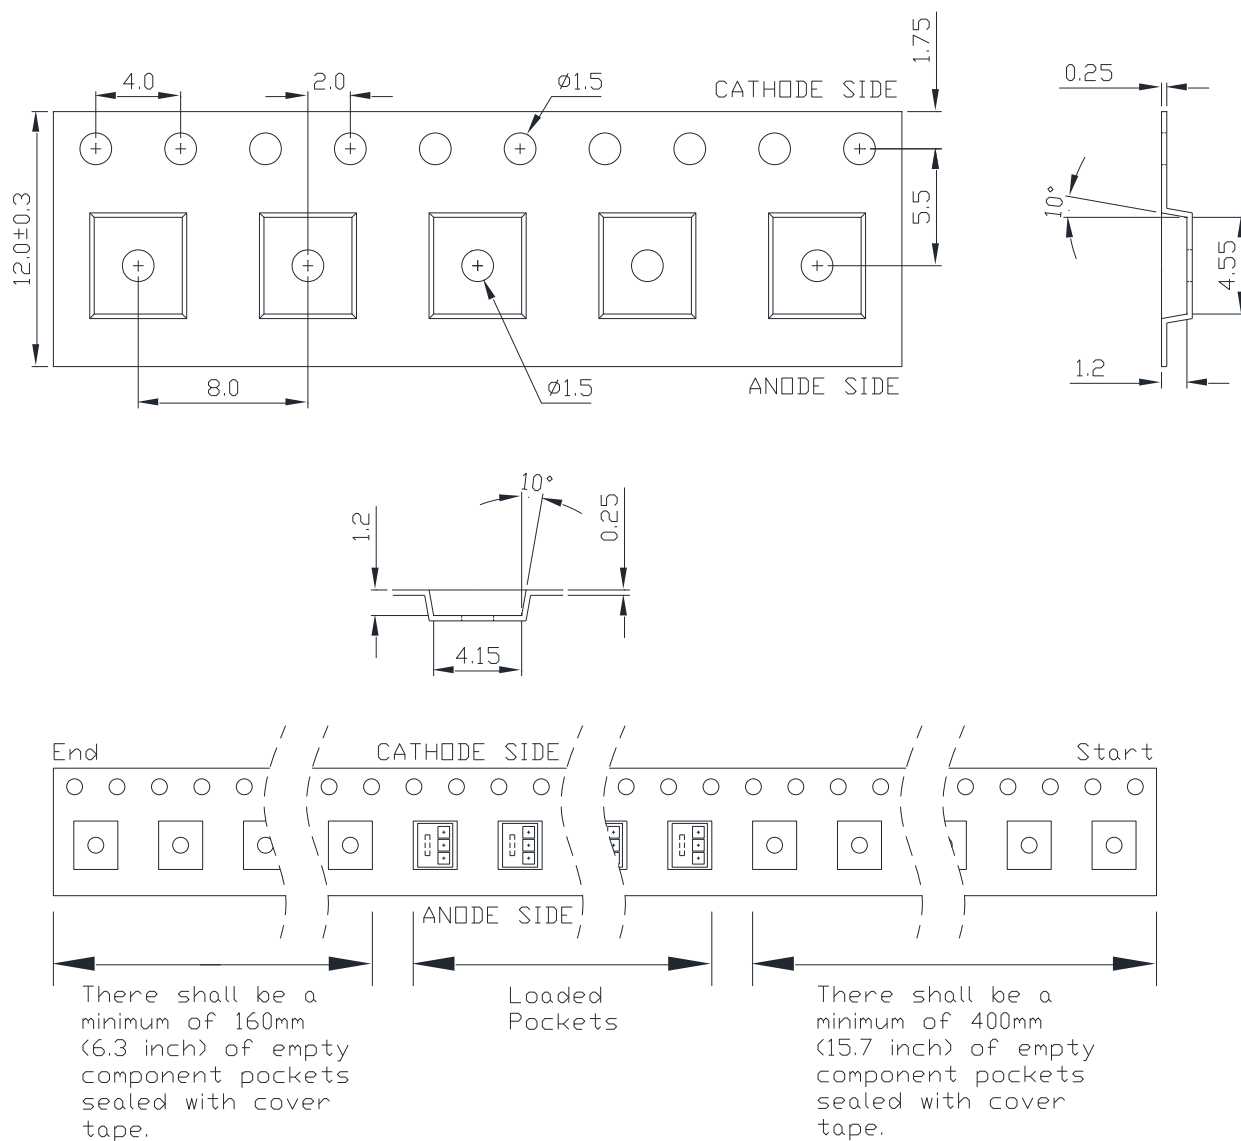 1.75
4.0
2.0
ø1.5
CATHODE SIDE
0.25
12.0±0.3
5.5
10°
4.55
8.0
ø1.5
ANODE SIDE
1.2
10°
1.2
0.25
4.15
End
CATHODE SIDE
Start
ANODE SIDE
There shall be a
minimum of 160mm
(6.3 inch) of empty
component pockets
sealed with cover
tape.
Loaded
Pockets
There shall be a
minimum of 400mm
(15.7 inch) of empty
component pockets
sealed with cover
tape.